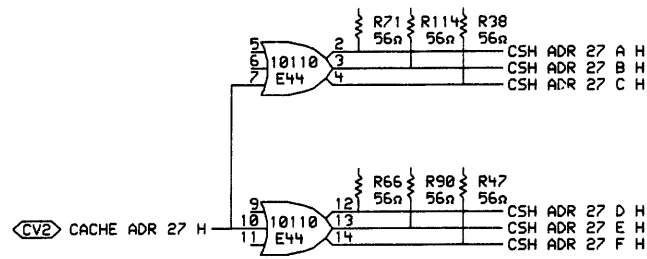 R71 R114 R38
56Ω 56Ω 56Ω
5 2 CSH ADR 27 A H
6 10110 3 CSH ADR 27 B H
7 E44 4 CSH ADR 27 C H
R66 R90 R47
56Ω 56Ω 56Ω
9 12 CSH ADR 27 D H
CV2 CACHE ADR 27 H 10 10110 13 CSH ADR 27 E H
11 E44 14 CSH ADR 27 F H